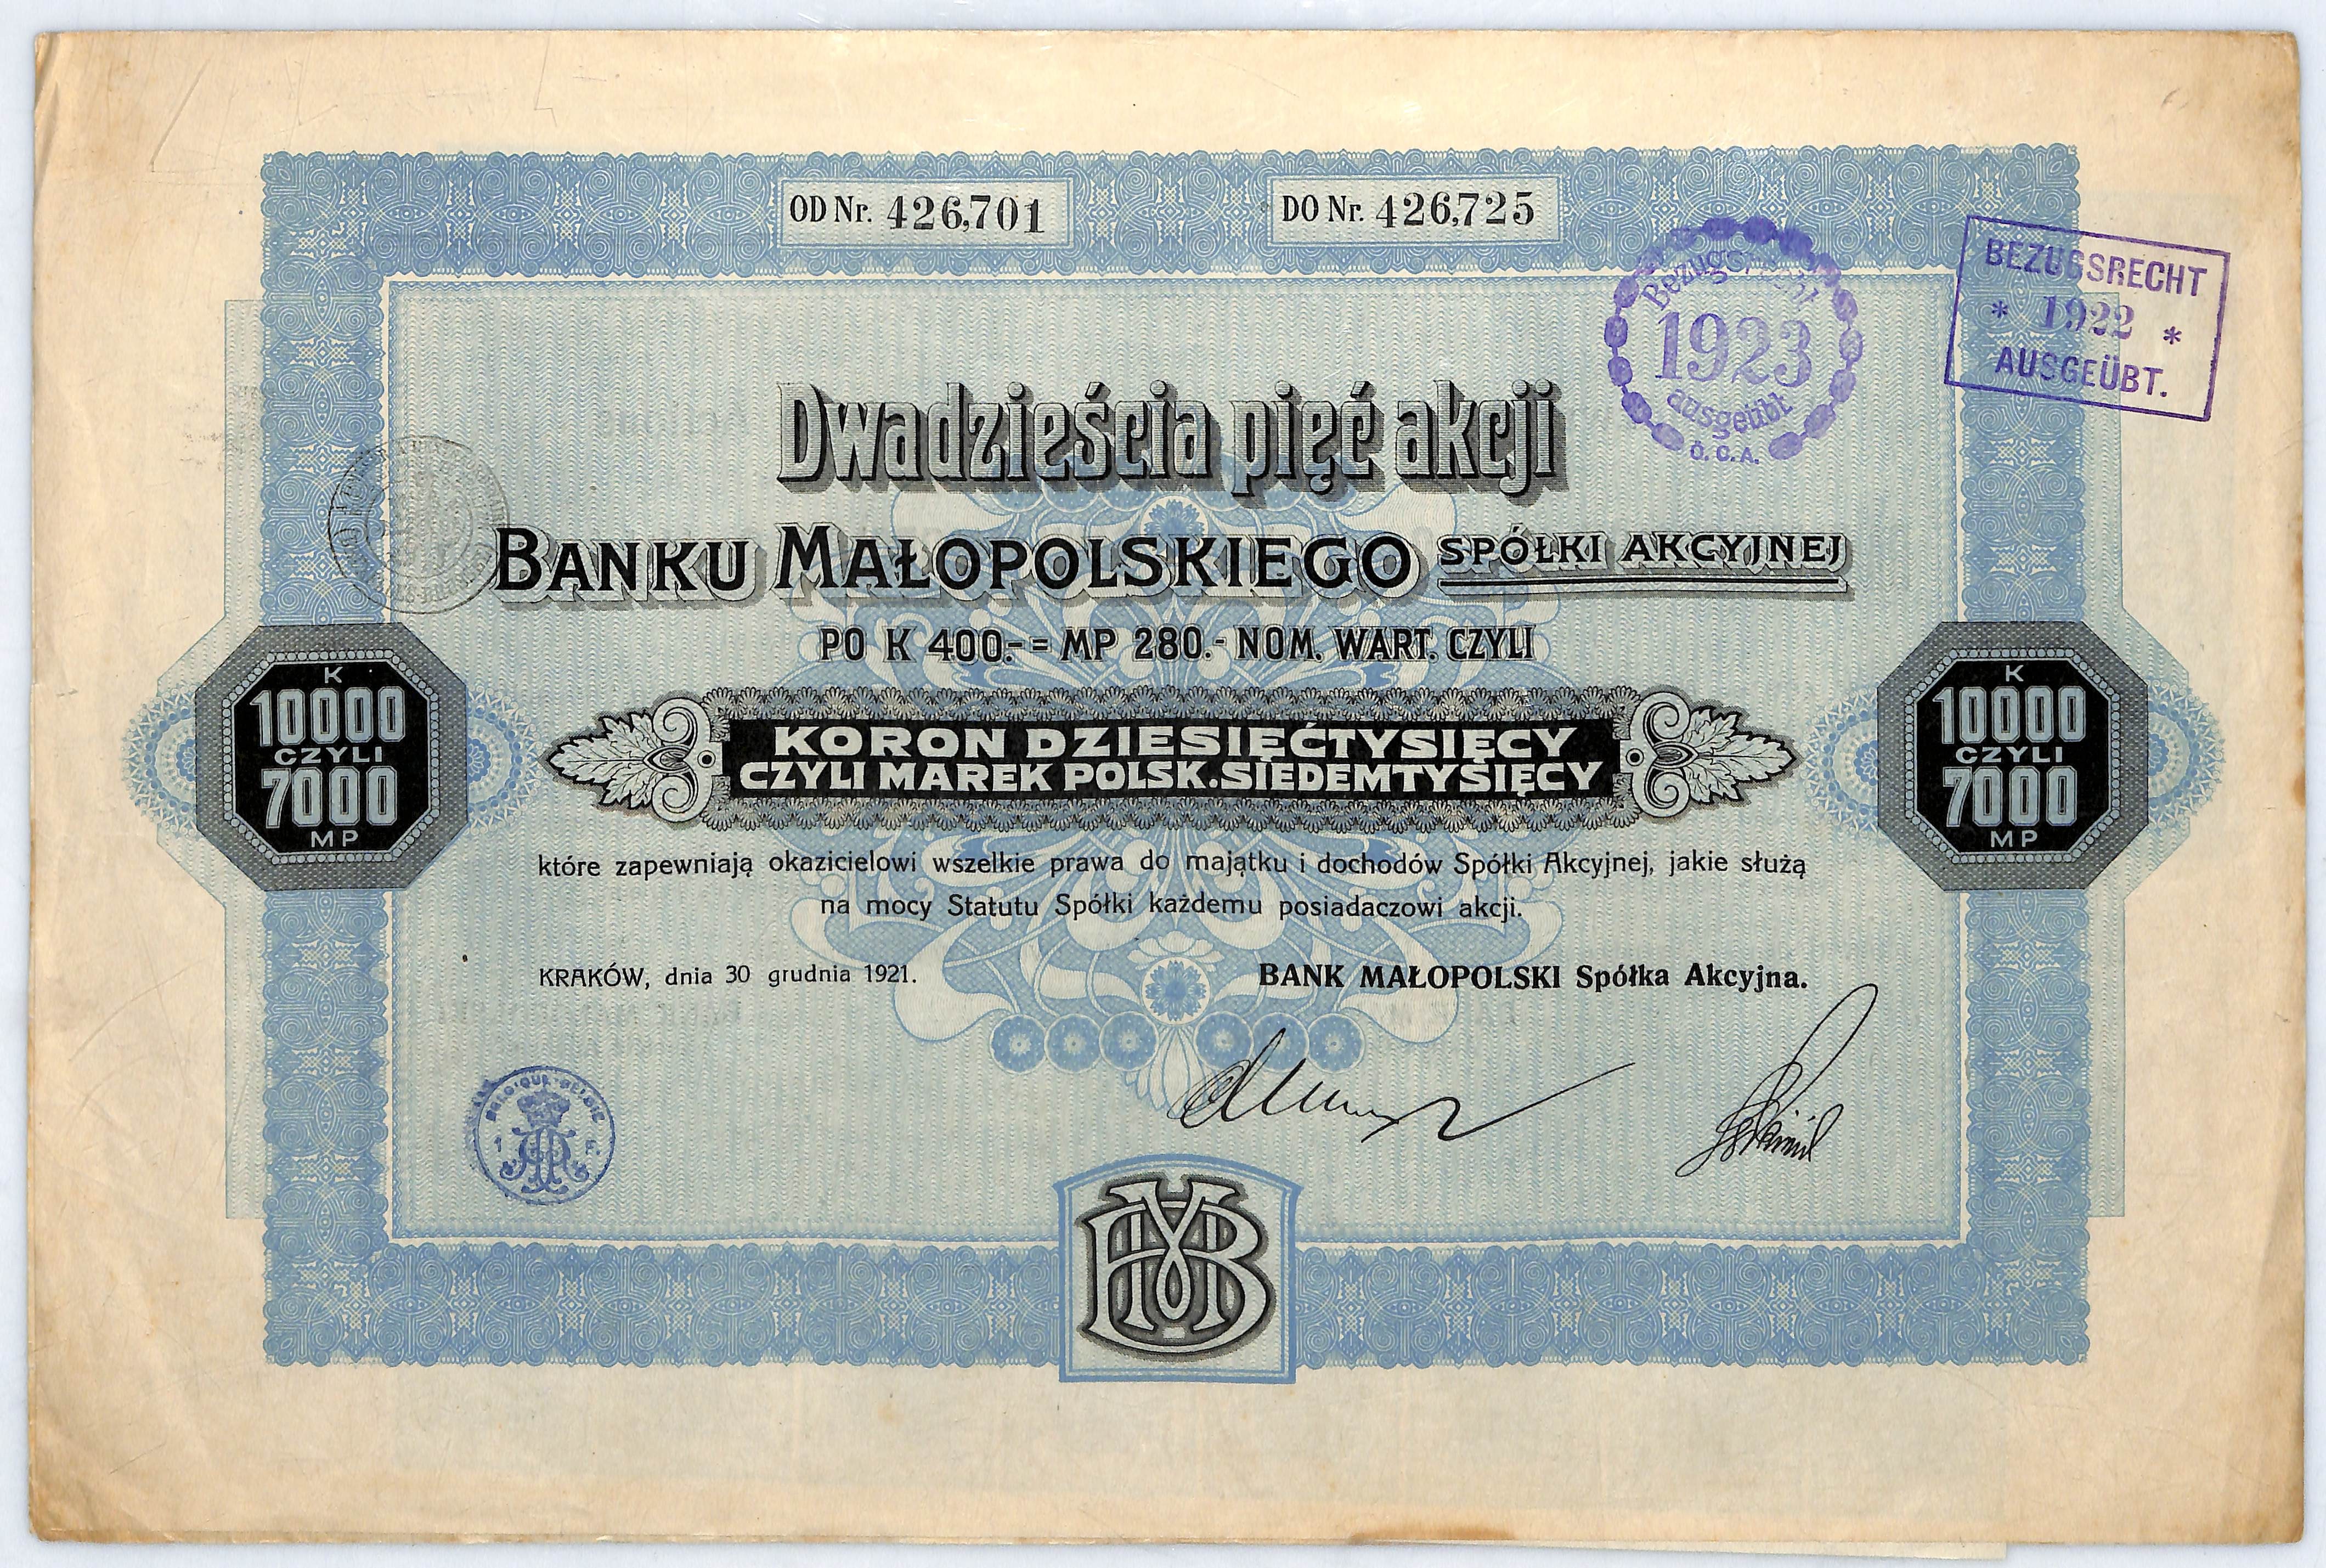 OD Nr. 426,701
DO Nr. 426,725
Bezugsrecht
1923
ausgeübt
Ö. C. A.
BEZUGSRECHT
* 1922 *
AUSGEÜBT.
Dwadzieścia pięć akcji
BANKU MAŁOPOLSKIEGO SPÓŁKI AKCYJNEJ
PO K 400.- = MP 280.- NOM. WART. CZYLI
K
10000
CZYLI
7000
MP
KORON DZIESIĘĆTYSIĘCY
CZYLI MAREK POLSK. SIEDEMTYSIĘCY
K
10000
CZYLI
7000
MP
które zapewniają okazicielowi wszelkie prawa do majątku i dochodów Spółki Akcyjnej, jakie służą
na mocy Statutu Spółki każdemu posiadaczowi akcji.
KRAKÓW, dnia 30 grudnia 1921.
BANK MAŁOPOLSKI Spółka Akcyjna.
BELGIQUE-BELGIE
1 F.